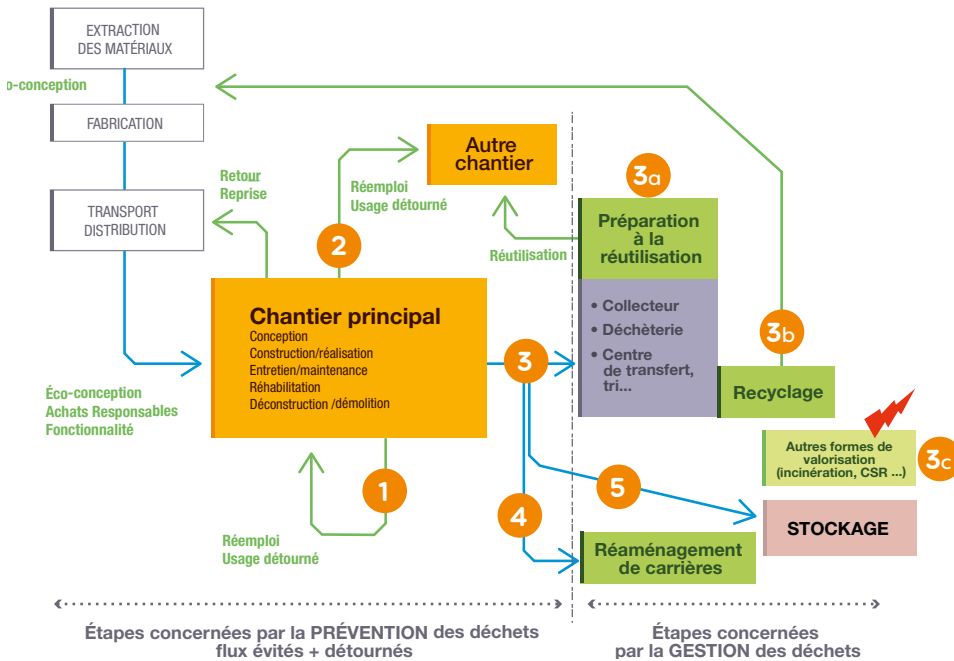 EXTRACTION
DES MATÉRIAUX
o-conception
FABRICATION
TRANSPORT
DISTRIBUTION
Retour
Reprise
2
Réemploi
Usage détourné
Autre
chantier
Réutilisation
3a
Préparation
à la
réutilisation
• Collecteur
• Déchèterie
• Centre
de transfert,
tri...
3b
Recyclage
Chantier principal
Conception
Construction/réalisation
Entretien/maintenance
Réhabilitation
Déconstruction /démolition
3
Éco-conception
Achats Responsables
Fonctionnalité
Autres formes de
valorisation
(incinération, CSR ...)
3c
1
4
5
STOCKAGE
Réemploi
Usage détourné
Réaménagement
de carrières
Étapes concernées par la PRÉVENTION des déchets
flux évités + détournés
Étapes concernées
par la GESTION des déchets